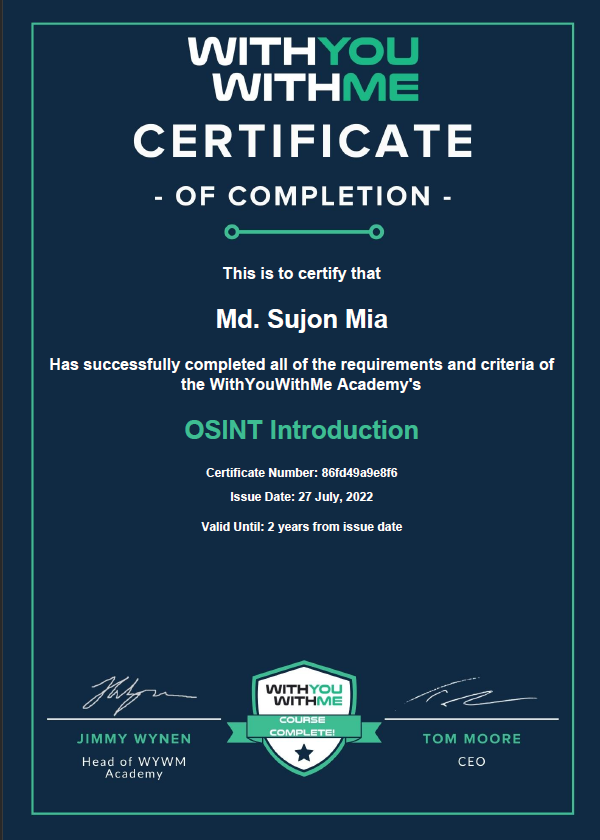 WITHYOU
WITHME
CERTIFICATE
- OF COMPLETION -
This is to certify that
Md. Sujon Mia
Has successfully completed all of the requirements and criteria of
the WithYouWithMe Academy's
OSINT Introduction
Certificate Number: 86fd49a9e8f6
Issue Date: 27 July, 2022
Valid Until: 2 years from issue date
WITHYOU
WITHME
COURSE
COMPLETE!
JIMMY WYNEN
Head of WYWM
Academy
TOM MOORE
CEO